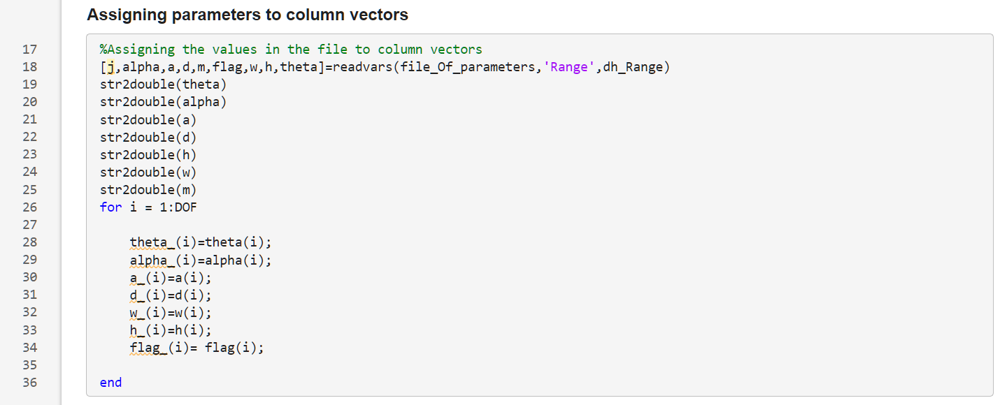 Assigning parameters to column vectors
17 %Assigning the values in the file to column vectors
18 [j,alpha,a,d,m,flag,w,h,theta]=readvars(file_Of_parameters,'Range',dh_Range)
19 str2double(theta)
20 str2double(alpha)
21 str2double(a)
22 str2double(d)
23 str2double(h)
24 str2double(w)
25 str2double(m)
26 for i = 1:DOF
27
28 theta_(i)=theta(i);
29 alpha_(i)=alpha(i);
30 a_(i)=a(i);
31 d_(i)=d(i);
32 w_(i)=w(i);
33 h_(i)=h(i);
34 flag_(i)= flag(i);
35
36 end